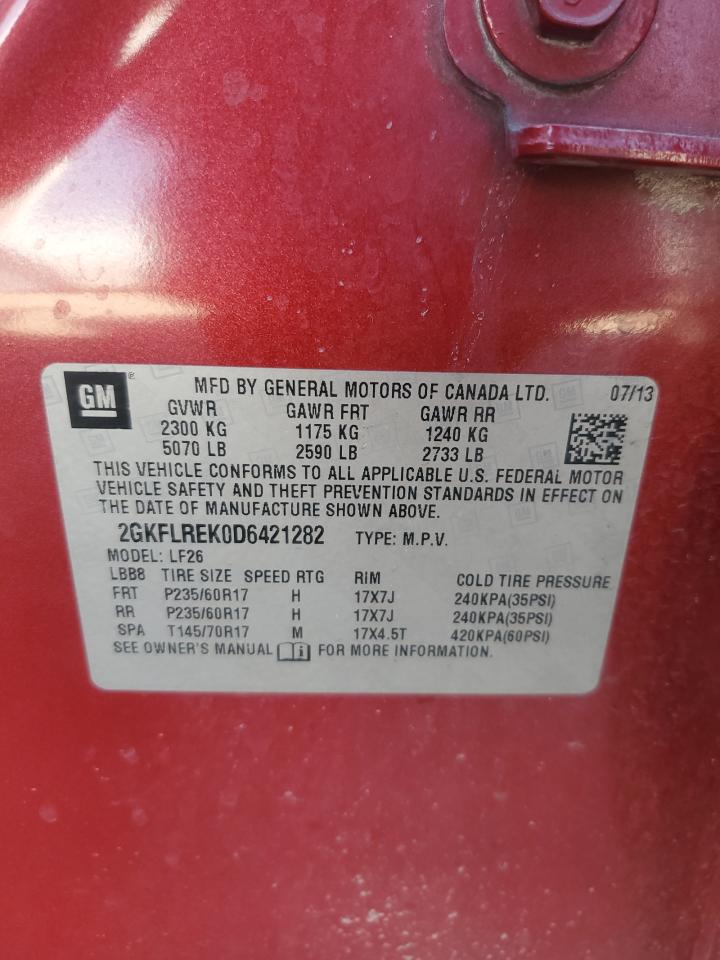 GM ® MFD BY GENERAL MOTORS OF CANADA LTD. 07/13
GVWR GAWR FRT GAWR RR
2300 KG 1175 KG 1240 KG
5070 LB 2590 LB 2733 LB
THIS VEHICLE CONFORMS TO ALL APPLICABLE U.S. FEDERAL MOTOR
VEHICLE SAFETY AND THEFT PREVENTION STANDARDS IN EFFECT ON
THE DATE OF MANUFACTURE SHOWN ABOVE.
2GKFLREK0D6421282 TYPE: M.P.V.
MODEL: LF26
LBB8 TIRE SIZE SPEED RTG RIM COLD TIRE PRESSURE
FRT P235/60R17 H 17X7J 240KPA(35PSI)
RR P235/60R17 H 17X7J 240KPA(35PSI)
SPA T145/70R17 M 17X4.5T 420KPA(60PSI)
SEE OWNER'S MANUAL i FOR MORE INFORMATION.